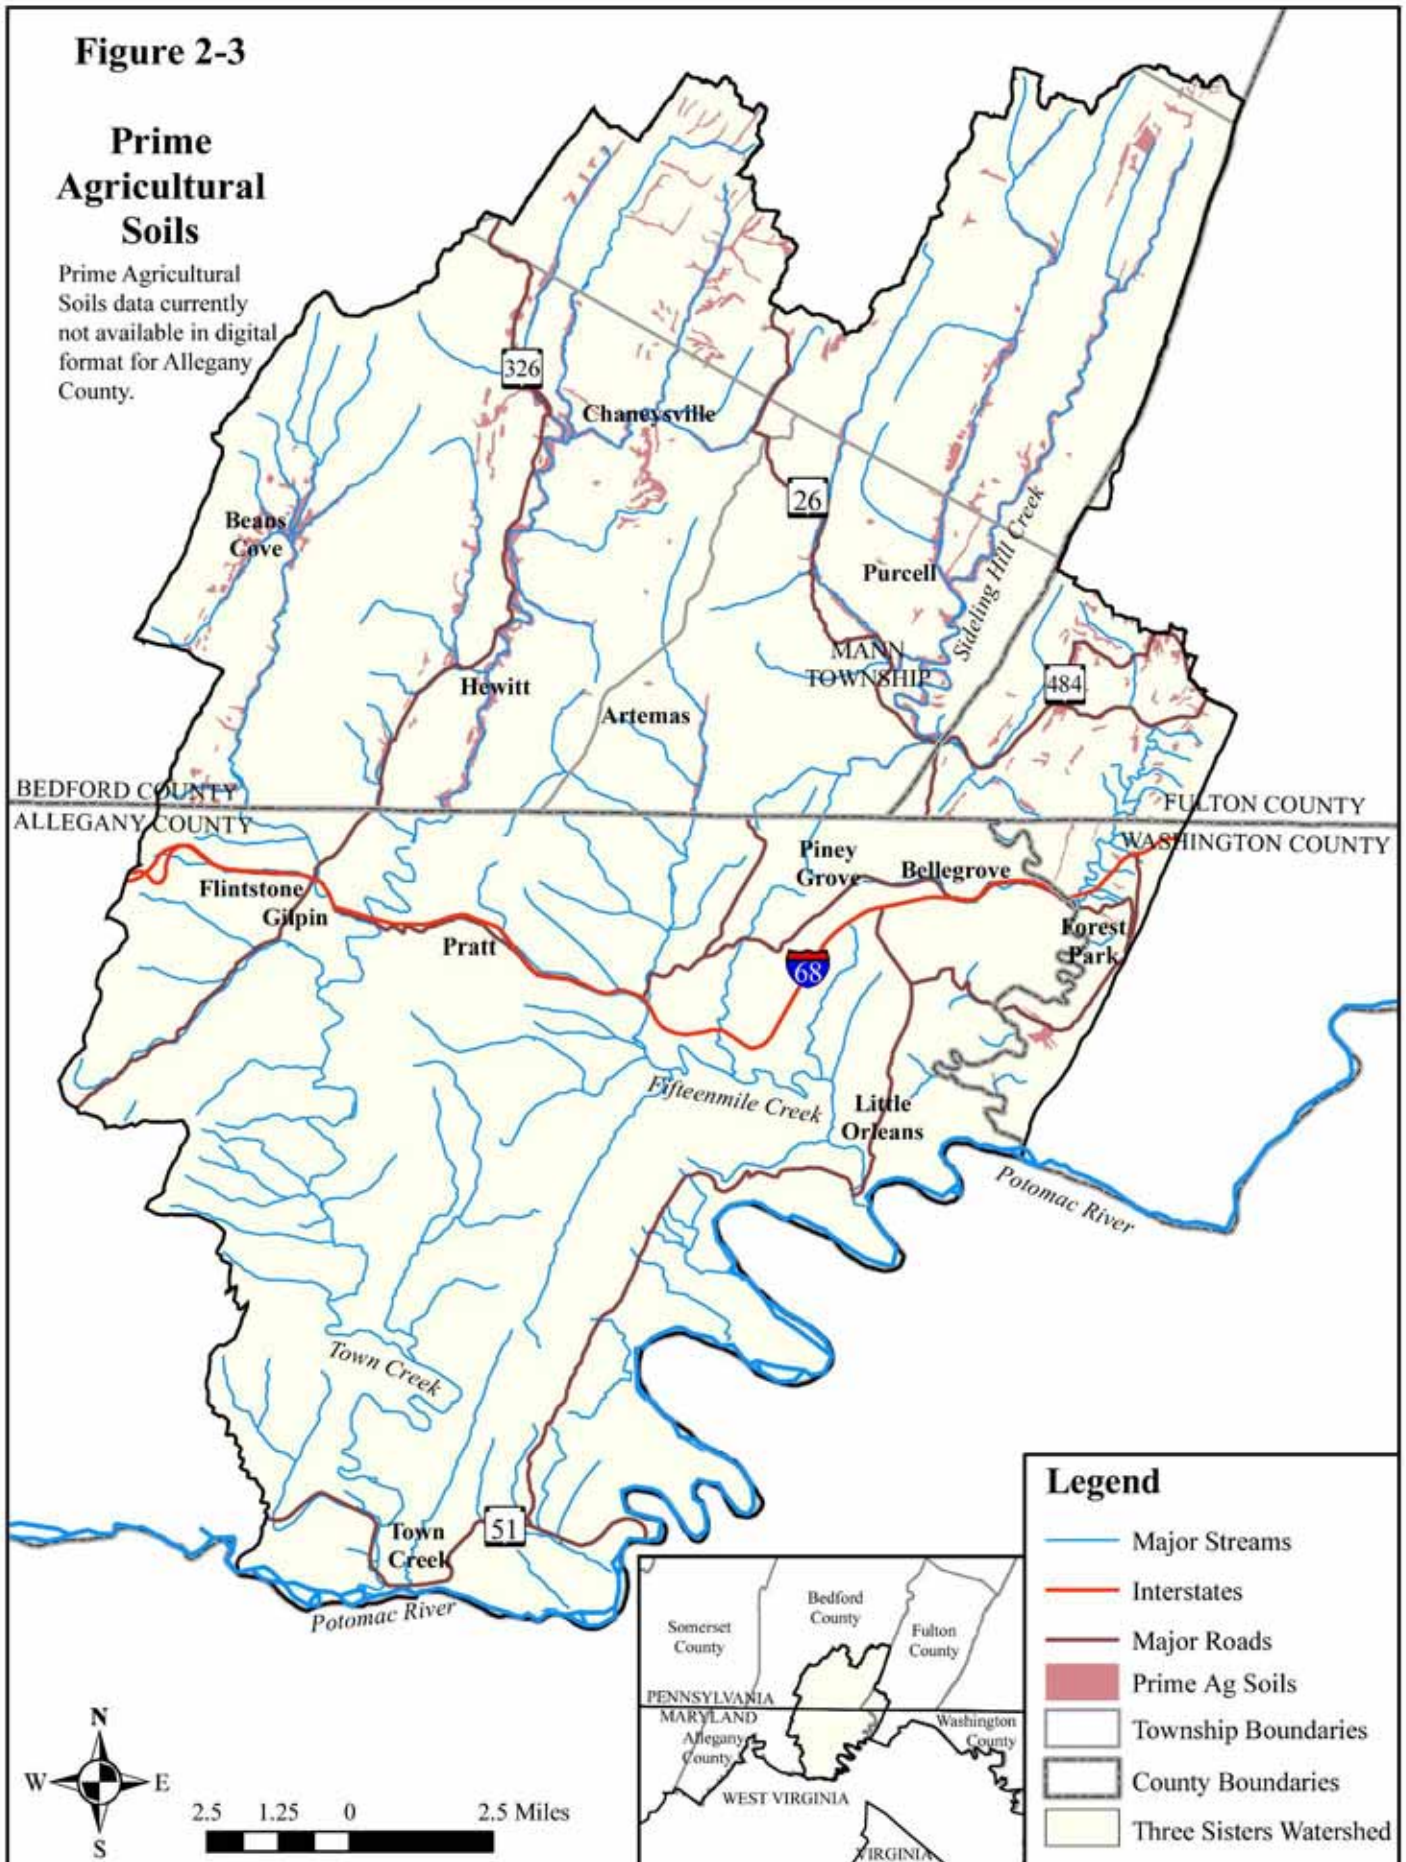 Figure 2-3
Prime
Agricultural
Soils
Prime Agricultural
Soils data currently
not available in digital
format for Allegany
County.
326
Chaneysville
26
Beans
Cove
Purcell
Sideling Hill Creek
MANN
TOWNSHIP
484
Hewitt
Artemas
BEDFORD COUNTY
FULTON COUNTY
ALLEGANY COUNTY
WASHINGTON COUNTY
Piney
Grove
Bellegrove
Flintstone
Gilpin
Pratt
Forest
Park
68
Fifteenmile Creek
Little
Orleans
Potomac River
Town Creek
51
Town
Creek
Potomac River
Legend
Major Streams
Interstates
Major Roads
Prime Ag Soils
Township Boundaries
County Boundaries
Three Sisters Watershed
Somerset
County
Bedford
County
Fulton
County
PENNSYLVANIA
MARYLAND
Allegany
County
Washington
County
WEST VIRGINIA
VIRGINIA
N
W
E
S
2.5 1.25 0 2.5 Miles